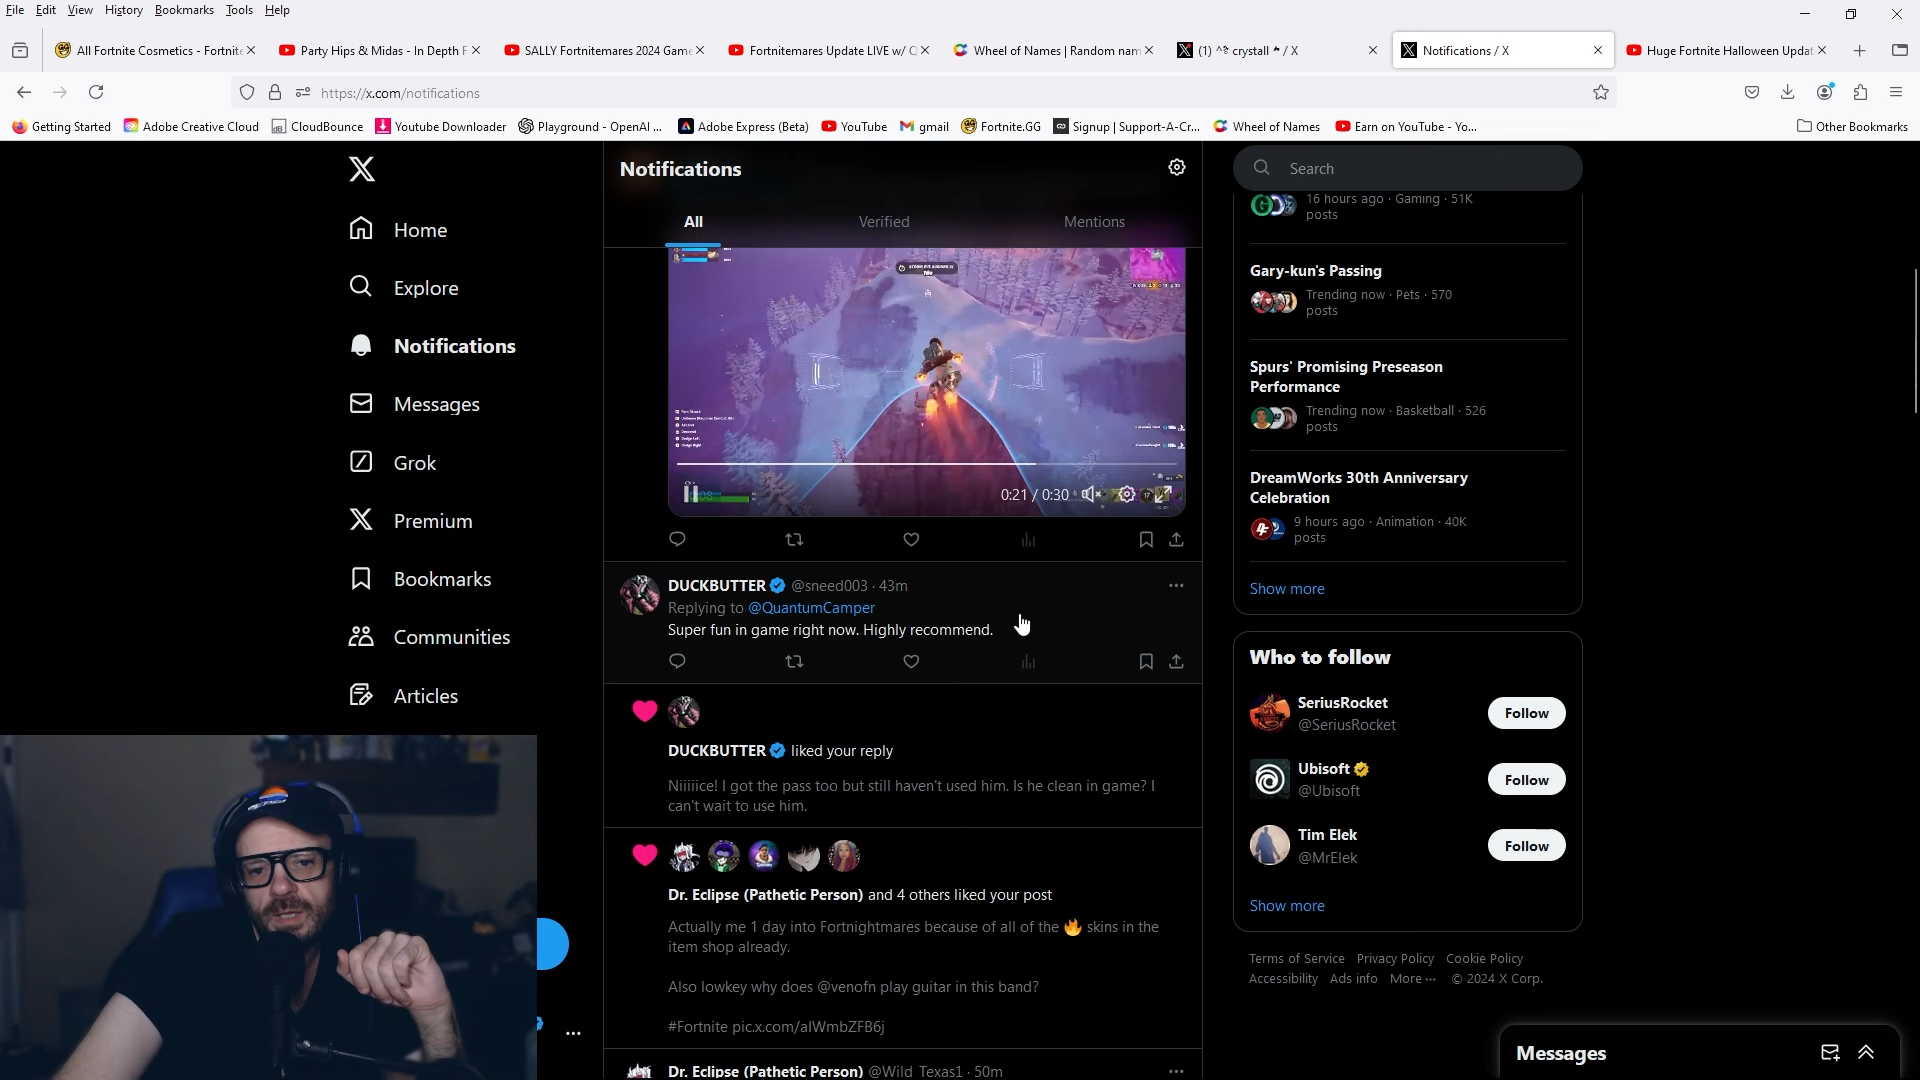 File Edit View History Bookmarks Tools Help
All Fortnite Cosmetics - Fortnite
Party Hips & Midas - In Depth F
SALLY Fortnitemares 2024 Game
Fortnitemares Update LIVE w/ Q
Wheel of Names | Random nam
(1) ^? crystall / X
Notifications / X
Huge Fortnite Halloween Updat
https://x.com/notifications
Getting Started
Adobe Creative Cloud
CloudBounce
Youtube Downloader
Playground - OpenAI ...
Adobe Express (Beta)
YouTube
gmail
Fortnite.GG
Signup | Support-A-Cr...
Wheel of Names
Earn on YouTube - Yo...
Other Bookmarks
Home
Explore
Notifications
Messages
Grok
Premium
Bookmarks
Communities
Articles
Notifications
All
Verified
Mentions
0:21 / 0:30
DUCKBUTTER @sneed003 · 43m
Replying to @QuantumCamper
Super fun in game right now. Highly recommend.
DUCKBUTTER liked your reply
Niiiiice! I got the pass too but still haven't used him. Is he clean in game? I
can't wait to use him.
Dr. Eclipse (Pathetic Person) and 4 others liked your post
Actually me 1 day into Fortnightmares because of all of the 🔥 skins in the
item shop already.
Also lowkey why does @venofn play guitar in this band?
#Fortnite pic.x.com/alWmbZFB6j
Dr. Eclipse (Pathetic Person) @Wild_Texas1 · 50m
Search
16 hours ago · Gaming · 51K
posts
Gary-kun's Passing
Trending now · Pets · 570
posts
Spurs' Promising Preseason
Performance
Trending now · Basketball · 526
posts
DreamWorks 30th Anniversary
Celebration
9 hours ago · Animation · 40K
posts
Show more
Who to follow
SeriusRocket
@SeriusRocket
Follow
Ubisoft
@Ubisoft
Follow
Tim Elek
@MrElek
Follow
Show more
Terms of Service Privacy Policy Cookie Policy
Accessibility Ads info More ··· © 2024 X Corp.
Messages